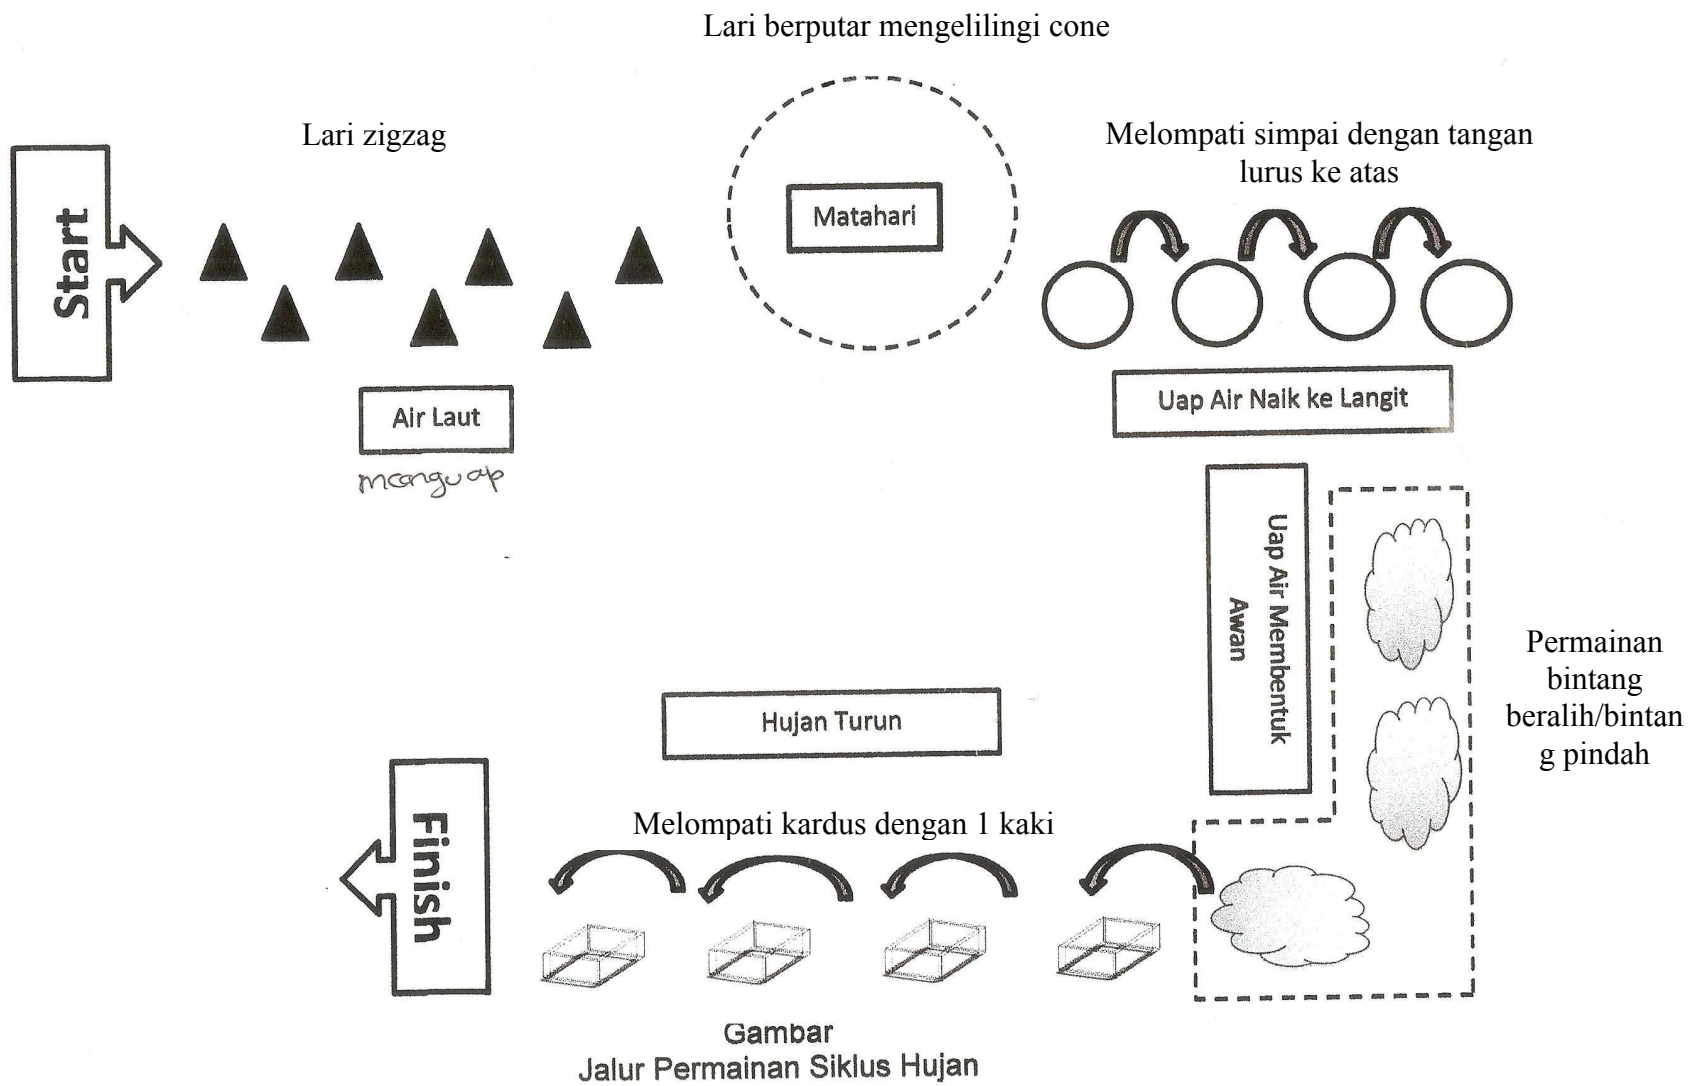 Lari berputar mengelilingi cone
Lari zigzag
Melompati simpai dengan tangan
lurus ke atas
Start
Matahari
Air Laut
menguap
Uap Air Naik ke Langit
Uap Air Membentuk
Awan
Permainan
bintang
beralih/bintan
g pindah
Hujan Turun
Melompati kardus dengan 1 kaki
Finish
Gambar
Jalur Permainan Siklus Hujan